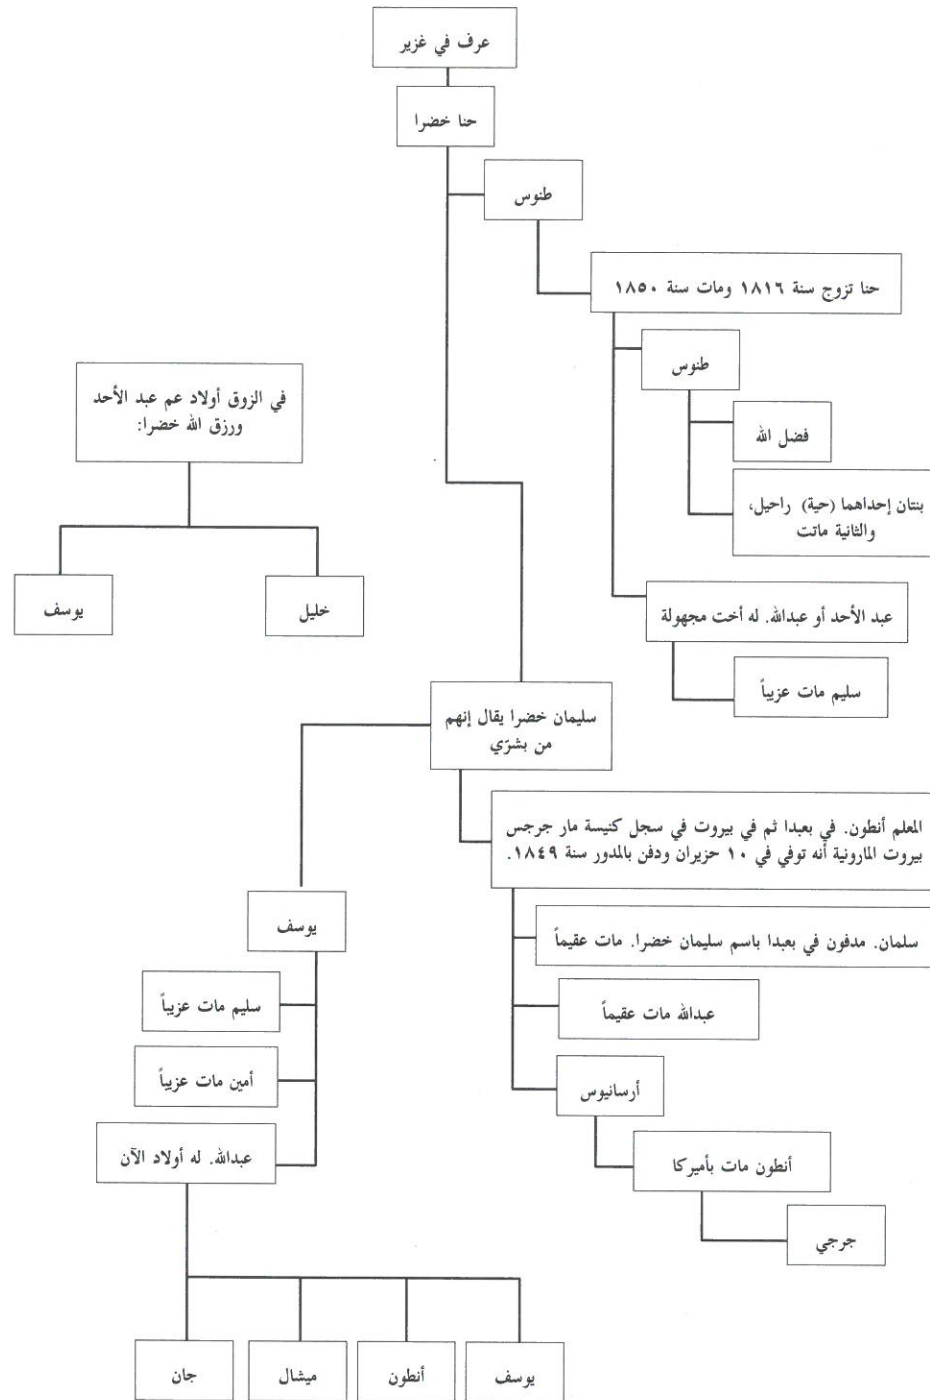 عرف في غزير
حنا خضرا
طنوس
حنا تزوج سنة ١٨١٦ ومات سنة ١٨٥٠
طنوس
فضل الله
بنتان إحداهما (حية) راحيل،
والثانية ماتت
عبد الأحد أو عبدالله. له أخت مجهولة
سليم مات عزيباً
في الزوق أولاد عم عبد الأحد
ورزق الله خضرا:
خليل
يوسف
سليمان خضرا يقال إنهم
من بشرّي
المعلم أنطون. في بعبدا ثم في بيروت في سجل كنيسة مار جرجس
بيروت المارونية أنه توفي في ١٠ حزيران ودفن بالمدور سنة ١٨٤٩.
سلمان. مدفون في بعبدا باسم سليمان خضرا. مات عقيماً
عبدالله مات عقيماً
أرسانيوس
أنطون مات بأميركا
جرجي
يوسف
سليم مات عزيباً
أمين مات عزيباً
عبدالله. له أولاد الآن
يوسف
أنطون
ميشال
جان